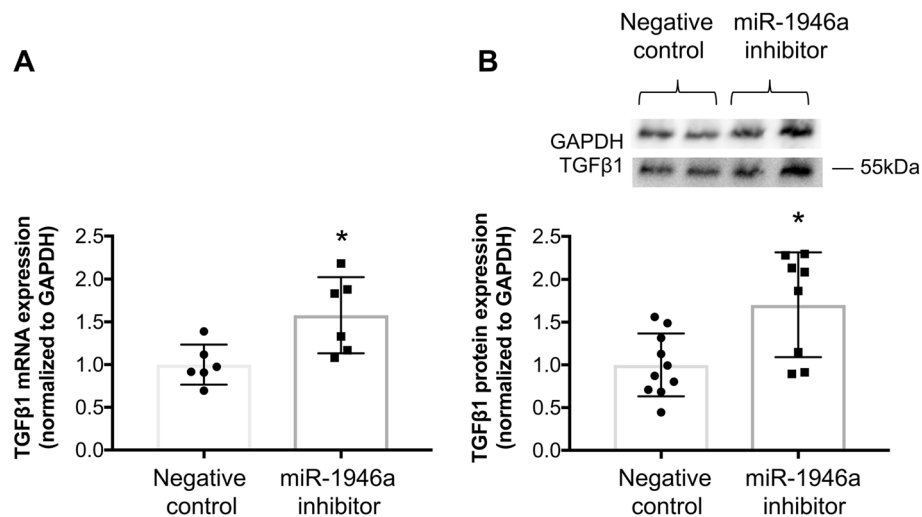 A
TGFβ1 mRNA expression
(normalized to GAPDH)
2.5
2.0
1.5
1.0
0.5
0.0
*
Negative
control
miR-1946a
inhibitor
B
Negative
control
miR-1946a
inhibitor
GAPDH
TGFβ1
55kDa
TGFβ1 protein expression
(normalized to GAPDH)
2.5
2.0
1.5
1.0
0.5
0.0
*
Negative
control
miR-1946a
inhibitor